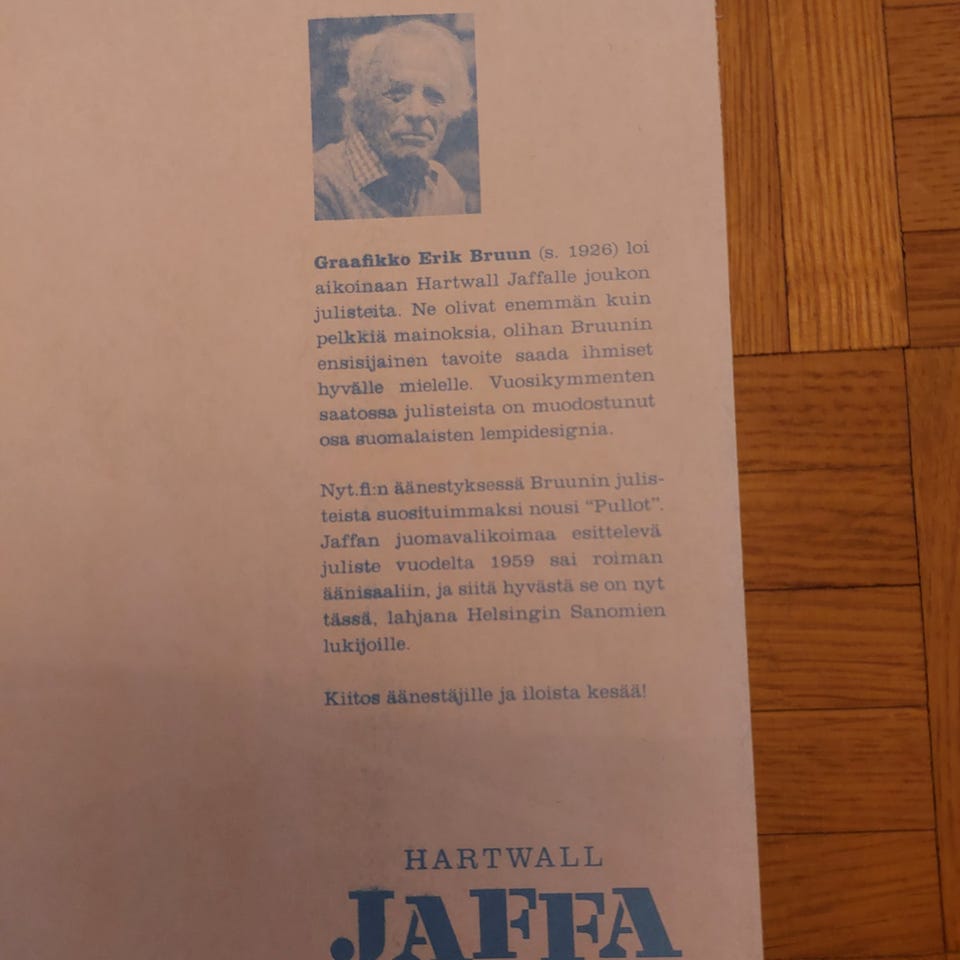 Graafikko Erik Bruun (s. 1926) loi
aikoinaan Hartwall Jaffalle joukon
julisteita. Ne olivat enemmän kuin
pelkkiä mainoksia, olihan Bruunin
ensisijainen tavoite saada ihmiset
hyvälle mielelle. Vuosikymmenten
saatossa julisteista on muodostunut
osa suomalaisten lempidesignia.
Nyt.fi:n äänestyksessä Bruunin julis-
teista suosituimmaksi nousi “Pullot”.
Jaffan juomavalikoimaa esittelevä
juliste vuodelta 1959 sai roiman
äänisaaliin, ja siitä hyvästä se on nyt
tässä, lahjana Helsingin Sanomien
lukijoille.
Kiitos äänestäjille ja iloista kesää!
HARTWALL
JAFFA